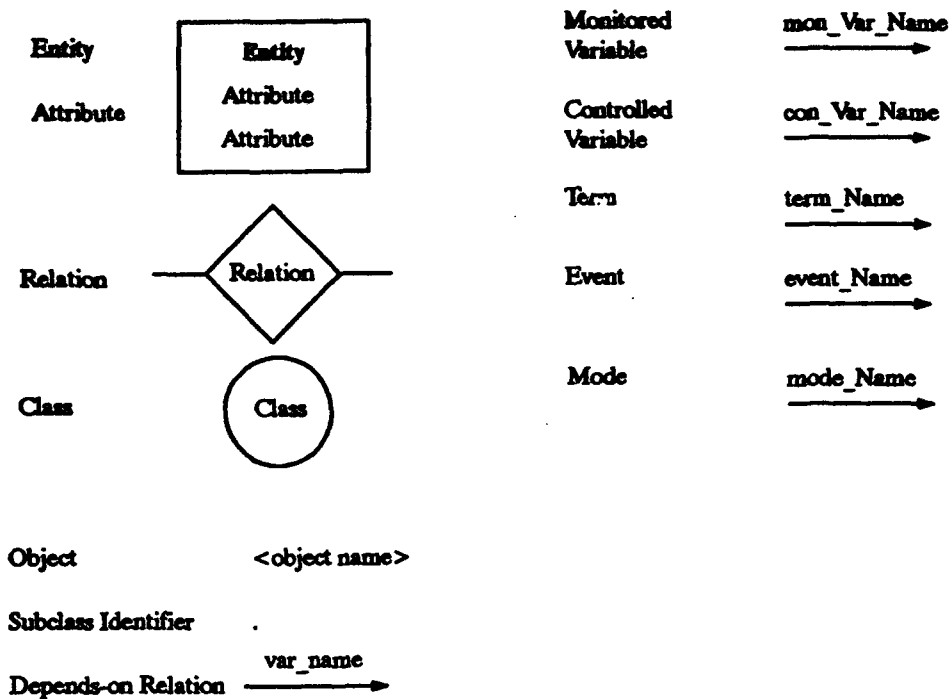 Entity
Entity
Attribute
Attribute
Attribute
Relation
Relation
Class
Class
Object <object name>
Subclass Identifier .
var_name
Depends-on Relation
Monitored mon_Var_Name
Variable
Controlled con_Var_Name
Variable
Term term_Name
Event event_Name
Mode mode_Name